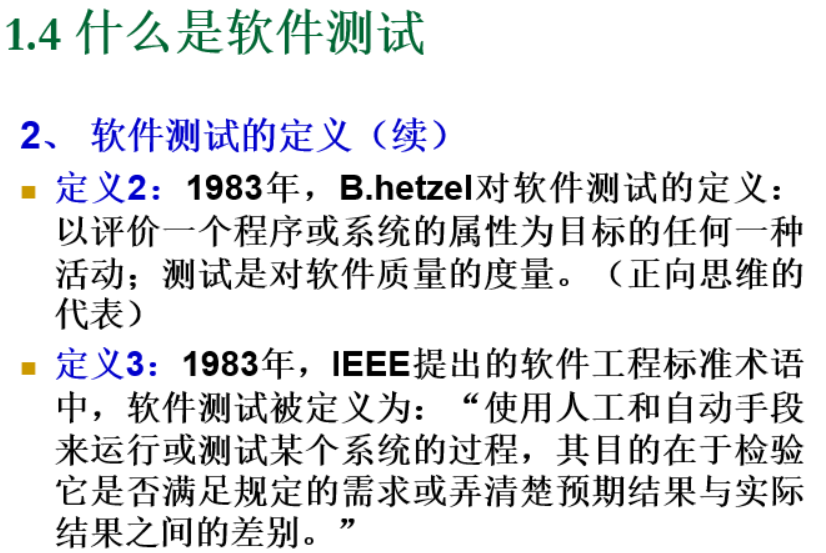 1.4 什么是软件测试
2、 软件测试的定义（续）
定义2：1983年，B.hetzel对软件测试的定义：
以评价一个程序或系统的属性为目标的任何一种
活动；测试是对软件质量的度量。（正向思维的
代表）
定义3：1983年，IEEE提出的软件工程标准术语
中，软件测试被定义为：“使用人工和自动手段
来运行或测试某个系统的过程，其目的在于检验
它是否满足规定的需求或弄清楚预期结果与实际
结果之间的差别。”